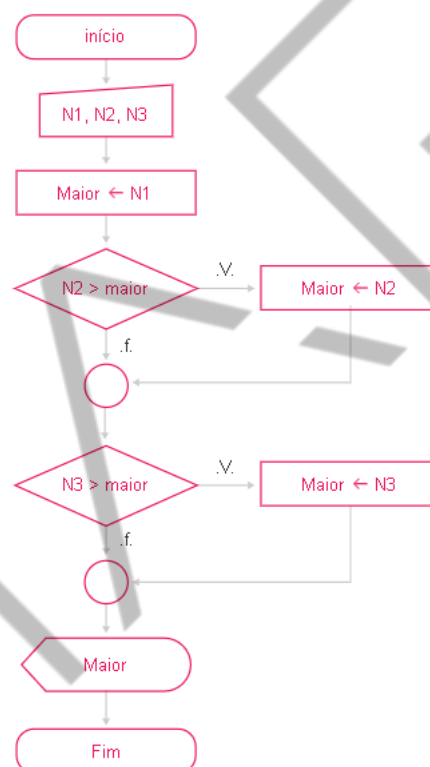 início
N1, N2, N3
Maior ← N1
N2 > maior
.V.
Maior ← N2
.f.
N3 > maior
.V.
Maior ← N3
.f.
Maior
Fim